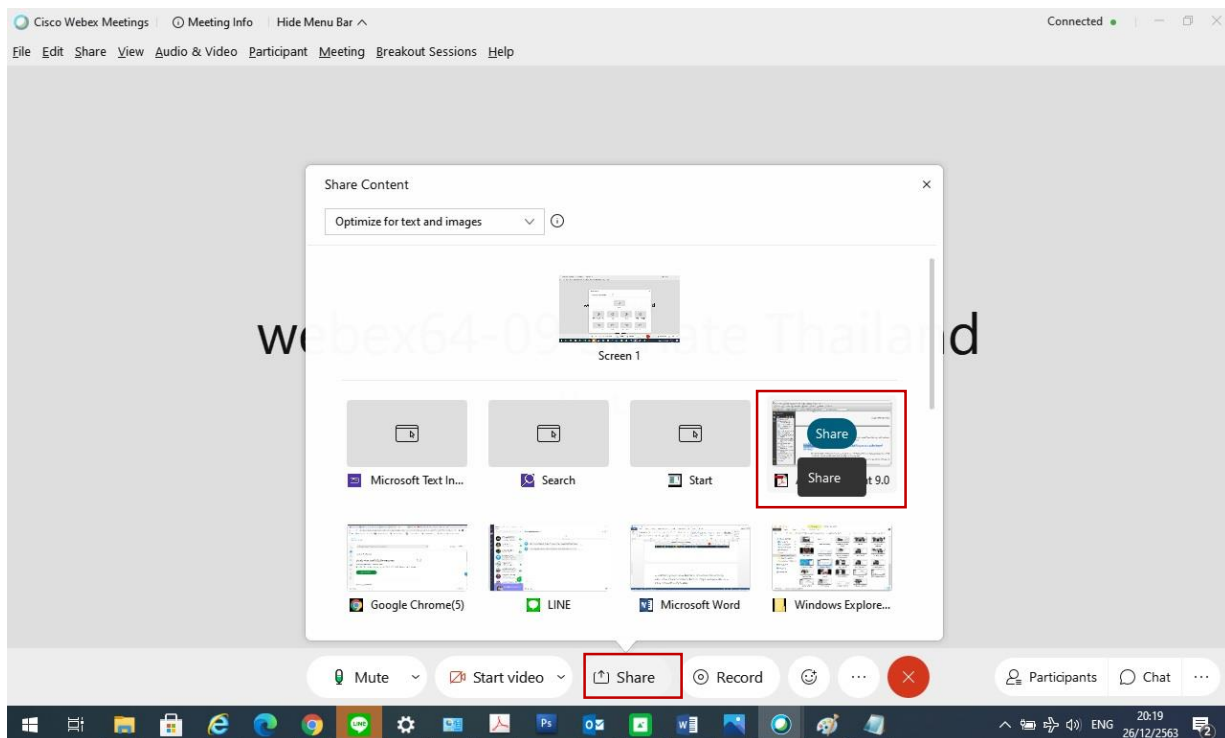 Cisco Webex Meetings Meeting Info Hide Menu Bar Connected
File Edit Share View Audio & Video Participant Meeting Breakout Sessions Help
Share Content
Optimize for text and images
Screen 1
Share
Microsoft Text In... Search Start Share t 9.0
Google Chrome(5) LINE Microsoft Word Windows Explore...
Mute Start video Share Record Participants Chat
ENG 20:19
26/12/2563